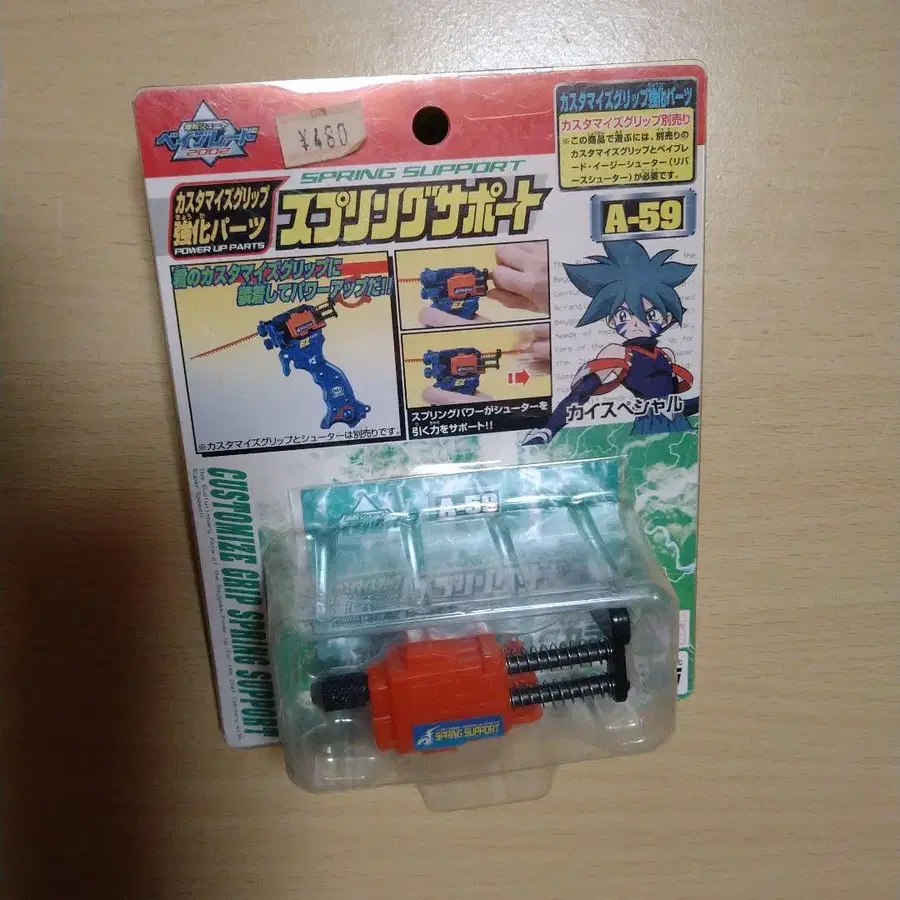 爆転シュート
ベイブレード
2002
¥480
カスタマイズグリップ
強化パーツ
POWER UP PARTS
SPRING SUPPORT
スプリングサポート
カスタマイズグリップ強化パーツ
カスタマイズグリップ別売り
※この商品で遊ぶには、別売りの
カスタマイズグリップとベイブレ
ード・イージーシューター(リバ
ースシューター)が必要です。
A-59
君のカスタマイズグリップに
装着してパワーアップだ!!
※カスタマイズグリップとシューターは別売りです。
スプリングパワーがシューターを
引く力をサポート!!
カイスペシャル
CUSTOMIZE GRIP SPRING SUPPORT
A-59
SPRING SUPPORT